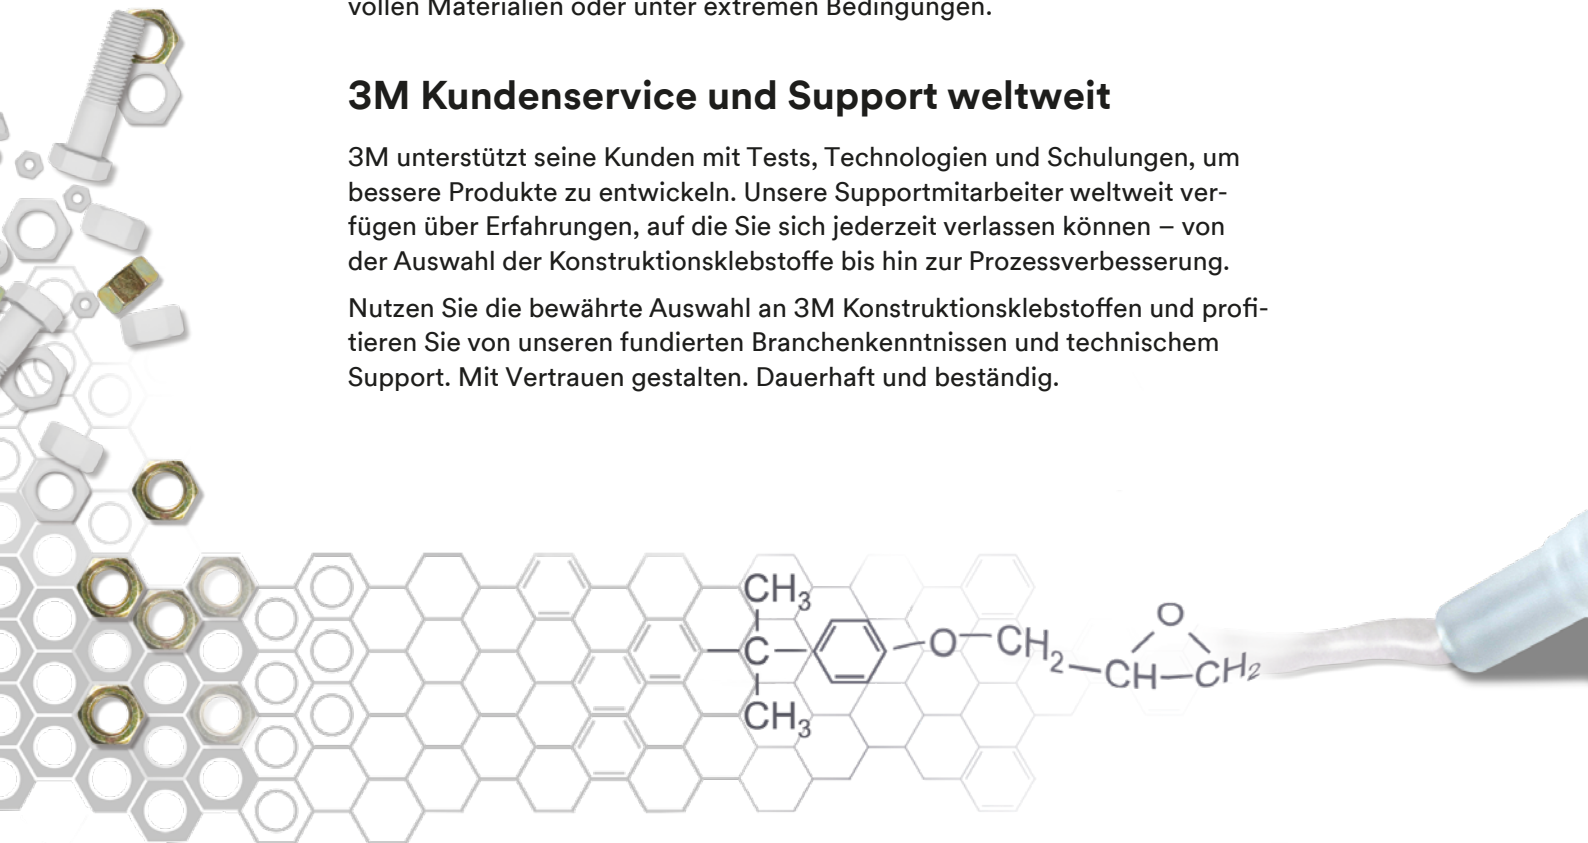 vollen Materialien oder unter extremen Bedingungen.
3M Kundenservice und Support weltweit
3M unterstützt seine Kunden mit Tests, Technologien und Schulungen, um
bessere Produkte zu entwickeln. Unsere Supportmitarbeiter weltweit ver-
fügen über Erfahrungen, auf die Sie sich jederzeit verlassen können – von
der Auswahl der Konstruktionsklebstoffe bis hin zur Prozessverbesserung.
Nutzen Sie die bewährte Auswahl an 3M Konstruktionsklebstoffen und profi-
tieren Sie von unseren fundierten Branchenkenntnissen und technischem
Support. Mit Vertrauen gestalten. Dauerhaft und beständig.
CH₃
O
C
O
CH₂
CH
CH₂
CH₃